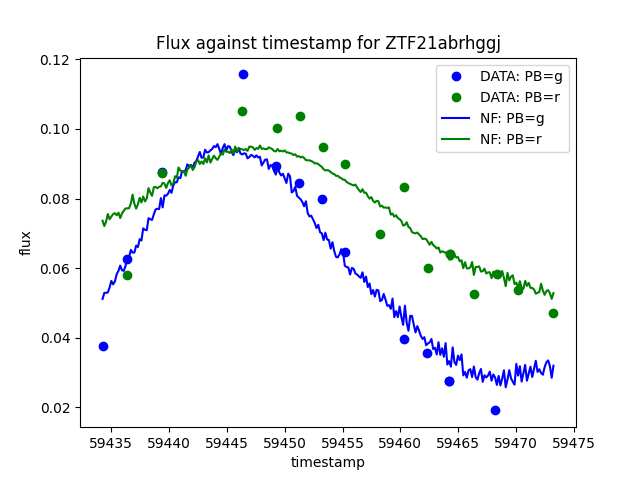 Flux against timestamp for ZTF21abrhggj
DATA: PB=g
DATA: PB=r
NF: PB=g
NF: PB=r
flux
0.12
0.10
0.08
0.06
0.04
0.02
59435 59440 59445 59450 59455 59460 59465 59470 59475
timestamp